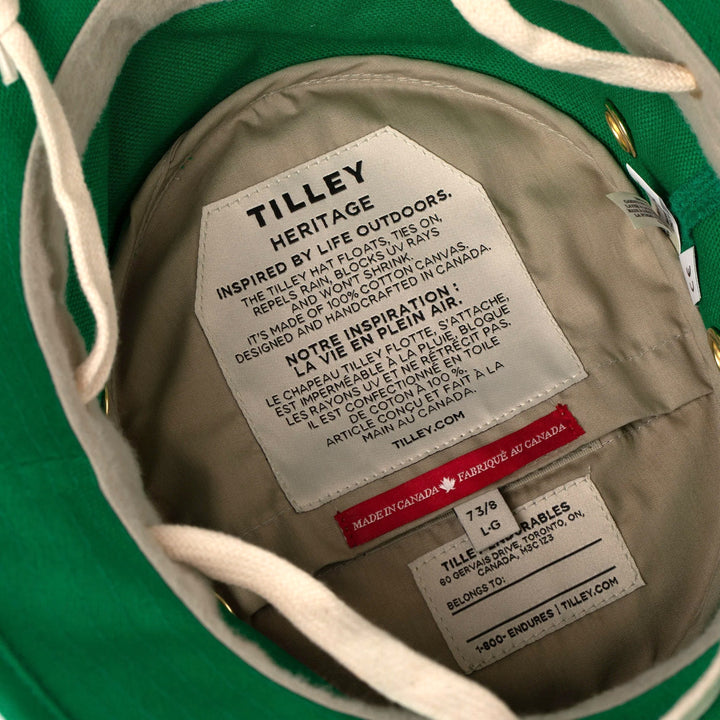 TILLEY
HERITAGE
INSPIRED BY LIFE OUTDOORS.
THE TILLEY HAT FLOATS, TIES ON,
REPELS RAIN, BLOCKS UV RAYS
AND WON'T SHRINK.
IT'S MADE OF 100% COTTON CANVAS.
DESIGNED AND HANDCRAFTED IN CANADA.
NOTRE INSPIRATION :
LA VIE EN PLEIN AIR.
LE CHAPEAU TILLEY FLOTTE, S'ATTACHE,
EST IMPERMÉABLE À LA PLUIE, BLOQUE
LES RAYONS UV ET NE RÉTRÉCIT PAS.
IL EST CONFECTIONNÉ EN TOILE
DE COTON À 100 %.
ARTICLE CONÇU ET FAIT À LA
MAIN AU CANADA.
TILLEY.COM
MADE IN CANADA FABRIQUÉ AU CANADA
7 3/8
L-G
TILLEY ENDURABLES
60 GERVAIS DRIVE, TORONTO, ON,
CANADA, M3C 1Z3
BELONGS TO:
1-800-ENDURES | TILLEY.COM